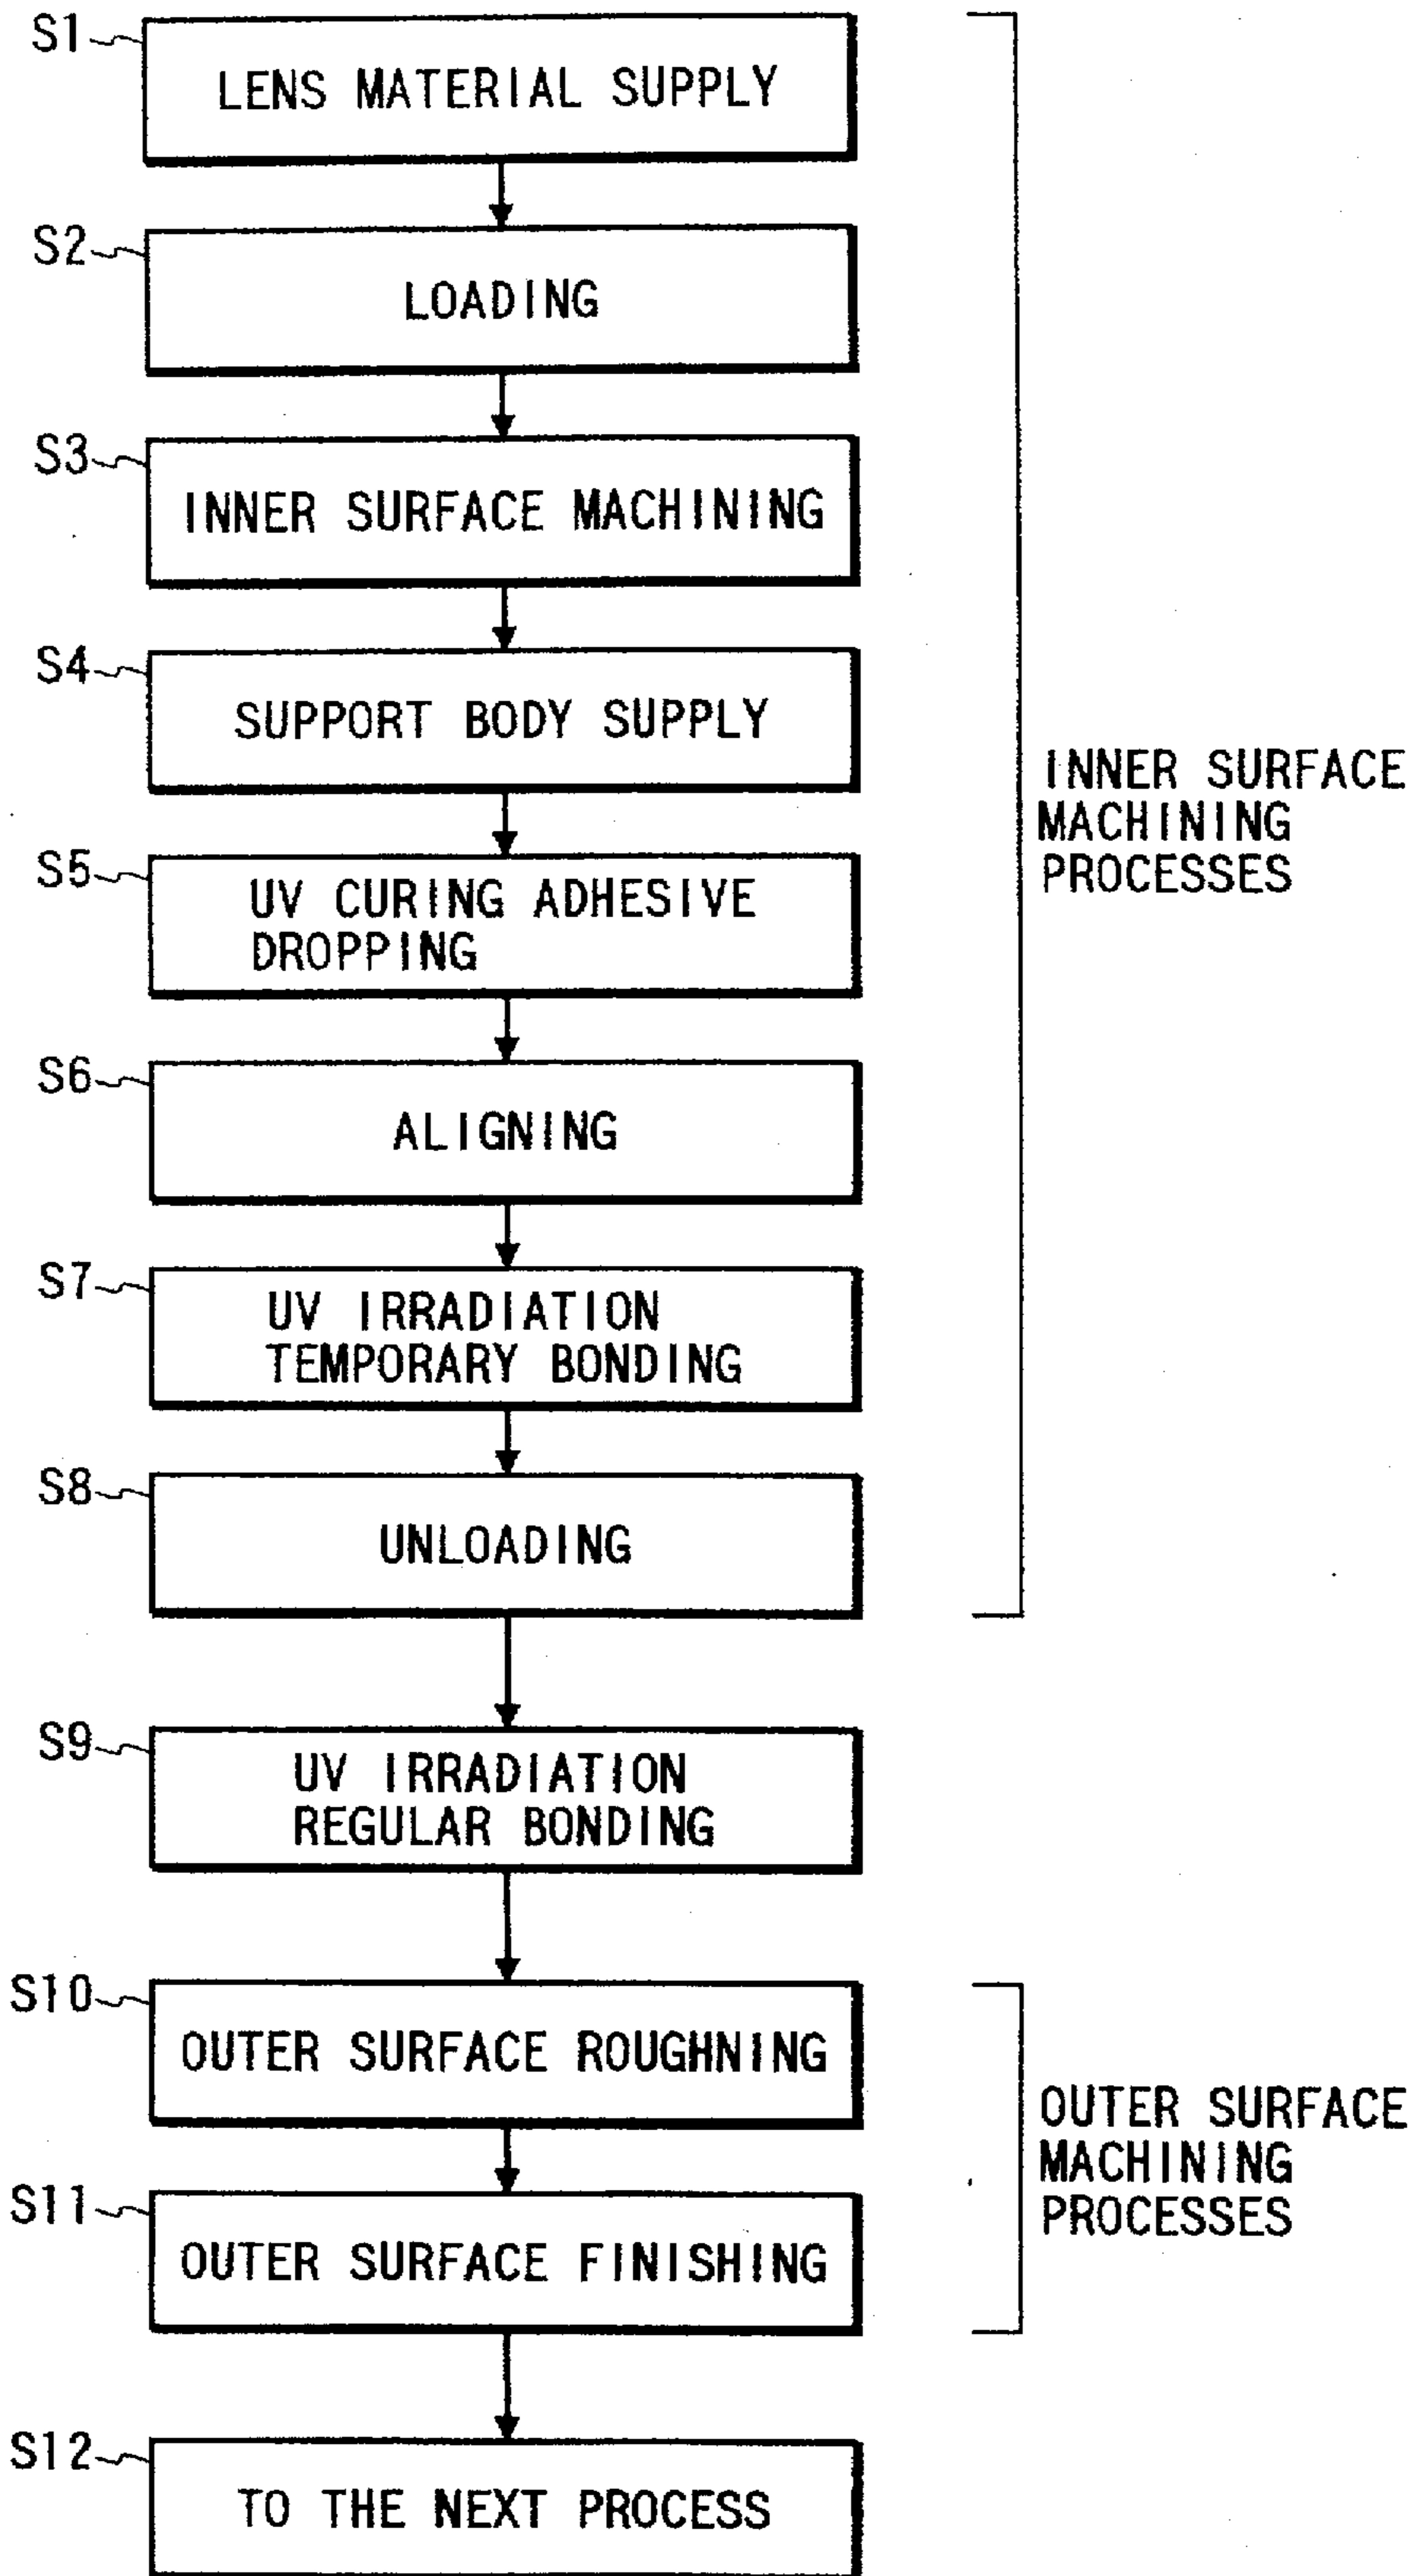 S1
LENS MATERIAL SUPPLY
S2
LOADING
S3
INNER SURFACE MACHINING
S4
SUPPORT BODY SUPPLY
S5
UV CURING ADHESIVE
DROPPING
S6
ALIGNING
S7
UV IRRADIATION
TEMPORARY BONDING
S8
UNLOADING
INNER SURFACE
MACHINING
PROCESSES
S9
UV IRRADIATION
REGULAR BONDING
S10
OUTER SURFACE ROUGHNING
S11
OUTER SURFACE FINISHING
OUTER SURFACE
MACHINING
PROCESSES
S12
TO THE NEXT PROCESS